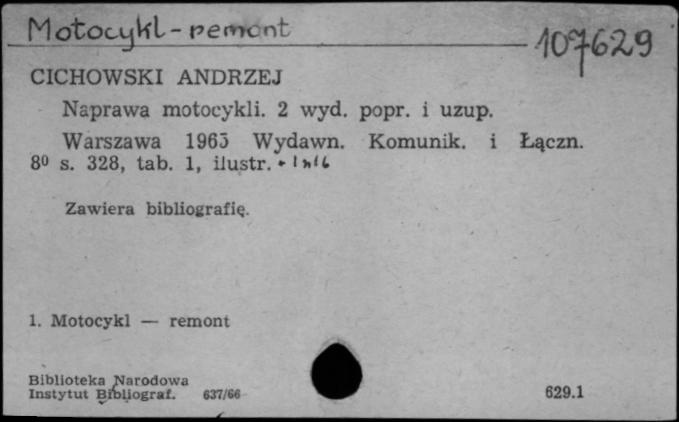 Motocykl - remont
107629
CICHOWSKI ANDRZEJ
Naprawa motocykli. 2 wyd. popr. i uzup.
Warszawa 1965 Wydawn. Komunik. i Łączn.
8º s. 328, tab. 1, ilustr.
Zawiera bibliografię.
1. Motocykl — remont
Biblioteka Narodowa
Instytut Bibliograf. 637/66
629.1